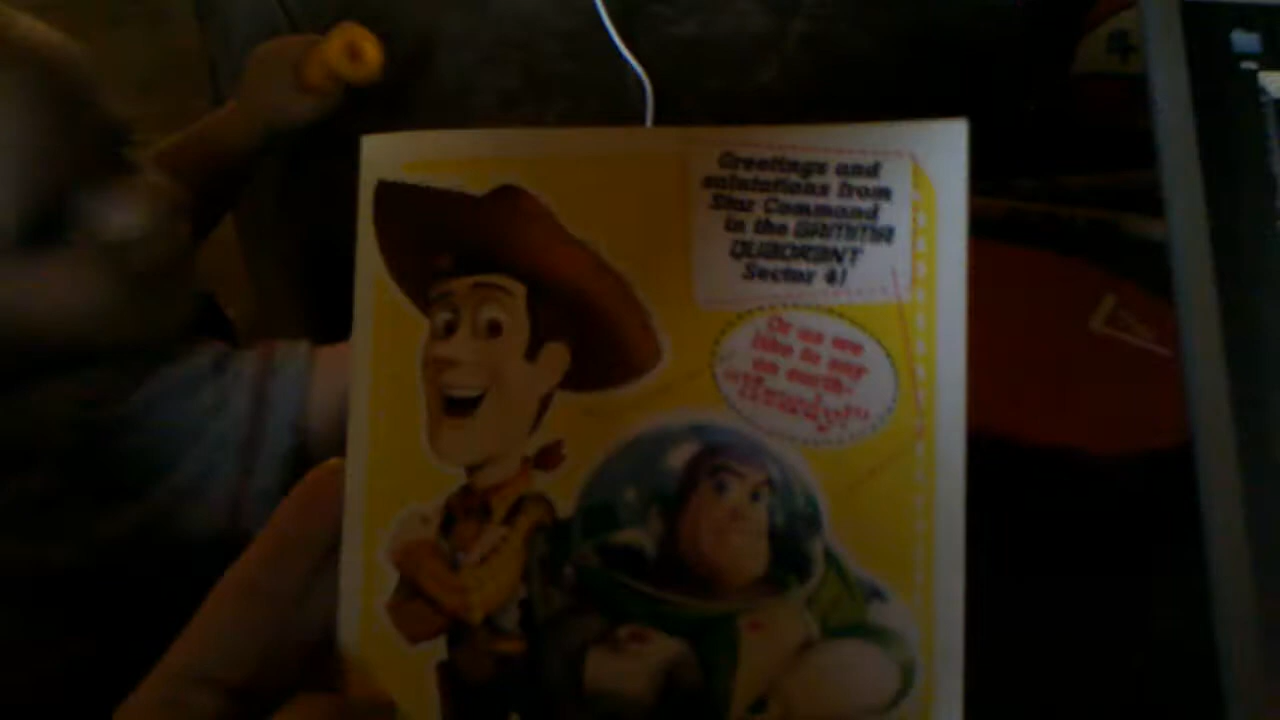 Greetings and
salutations from
Star Command
in the GAMMA
QUADRANT
Sector 4!
Or as we
like to say
on earth-
"Howdy!"